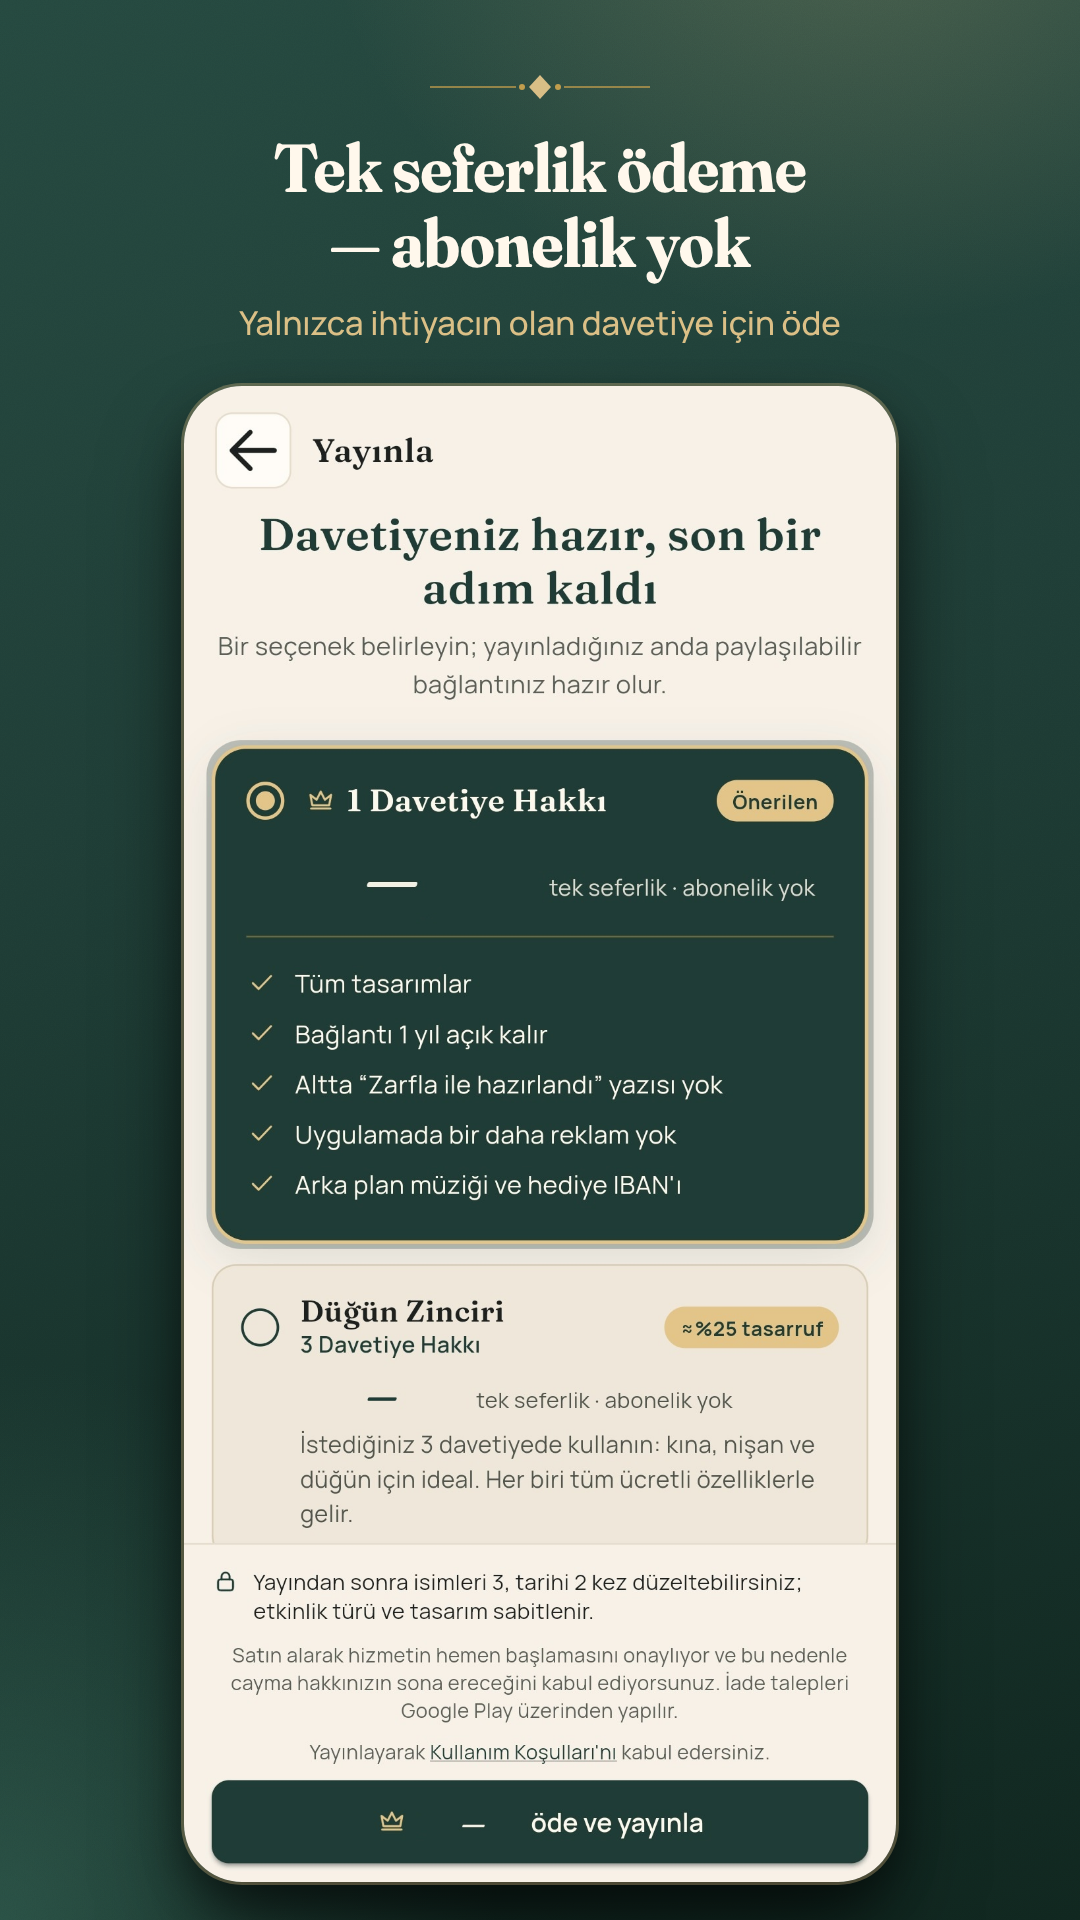 Tek seferlik ödeme
— abonelik yok
Yalnızca ihtiyacın olan davetiye için öde
Yayınla
Davetiyeniz hazır, son bir
adım kaldı
Bir seçenek belirleyin; yayınladığınız anda paylaşılabilir
bağlantınız hazır olur.
1 Davetiye Hakkı
Önerilen
— tek seferlik · abonelik yok
Tüm tasarımlar
Bağlantı 1 yıl açık kalır
Altta “Zarfla ile hazırlandı” yazısı yok
Uygulamada bir daha reklam yok
Arka plan müziği ve hediye IBAN'ı
Düğün Zinciri
3 Davetiye Hakkı
≈%25 tasarruf
— tek seferlik · abonelik yok
İstediğiniz 3 davetiyede kullanın: kına, nişan ve
düğün için ideal. Her biri tüm ücretli özelliklerle
gelir.
Yayından sonra isimleri 3, tarihi 2 kez düzeltebilirsiniz;
etkinlik türü ve tasarım sabitlenir.
Satın alarak hizmetin hemen başlamasını onaylıyor ve bu nedenle
cayma hakkınızın sona ereceğini kabul ediyorsunuz. İade talepleri
Google Play üzerinden yapılır.
Yayınlayarak Kullanım Koşulları'nı kabul edersiniz.
— öde ve yayınla